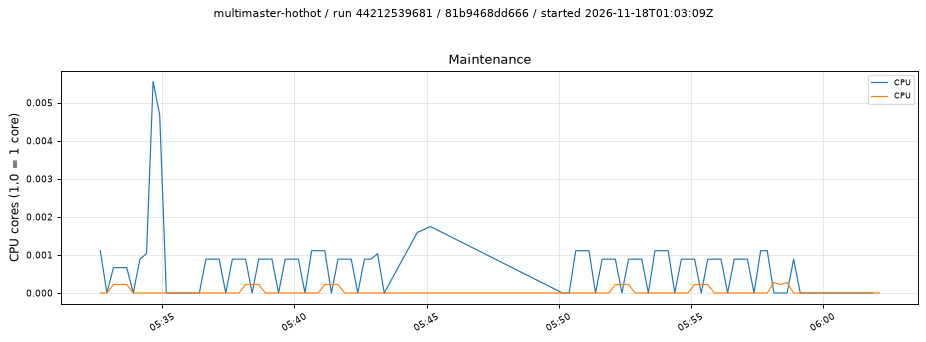 multimaster-hothot / run 44212539681 / 81b9468dd666 / started 2026-11-18T01:03:09Z
Maintenance
CPU
CPU
CPU cores (1.0 = 1 core)
0.005
0.004
0.003
0.002
0.001
0.000
05:35
05:40
05:45
05:50
05:55
06:00